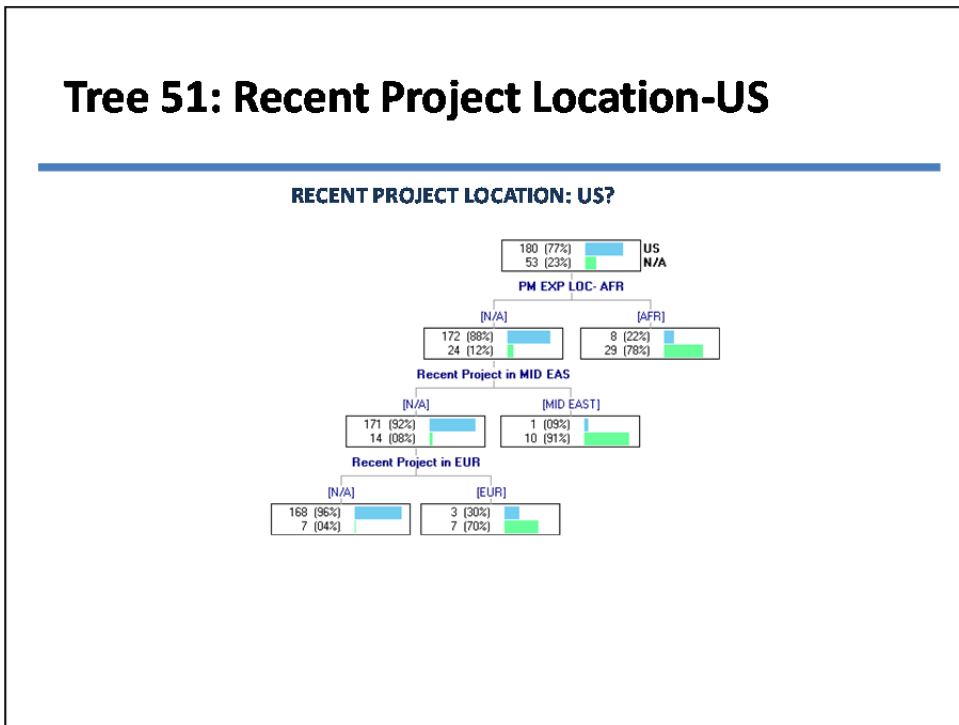 Tree 51: Recent Project Location-US
RECENT PROJECT LOCATION: US?
180 (77%) US
53 (23%) N/A
PM EXP LOC- AFR
[N/A] [AFR]
172 (88%) 8 (22%)
24 (12%) 29 (78%)
Recent Project in MID EAS
[N/A] [MID EAST]
171 (92%) 1 (09%)
14 (08%) 10 (91%)
Recent Project in EUR
[N/A] [EUR]
168 (96%) 3 (30%)
7 (04%) 7 (70%)